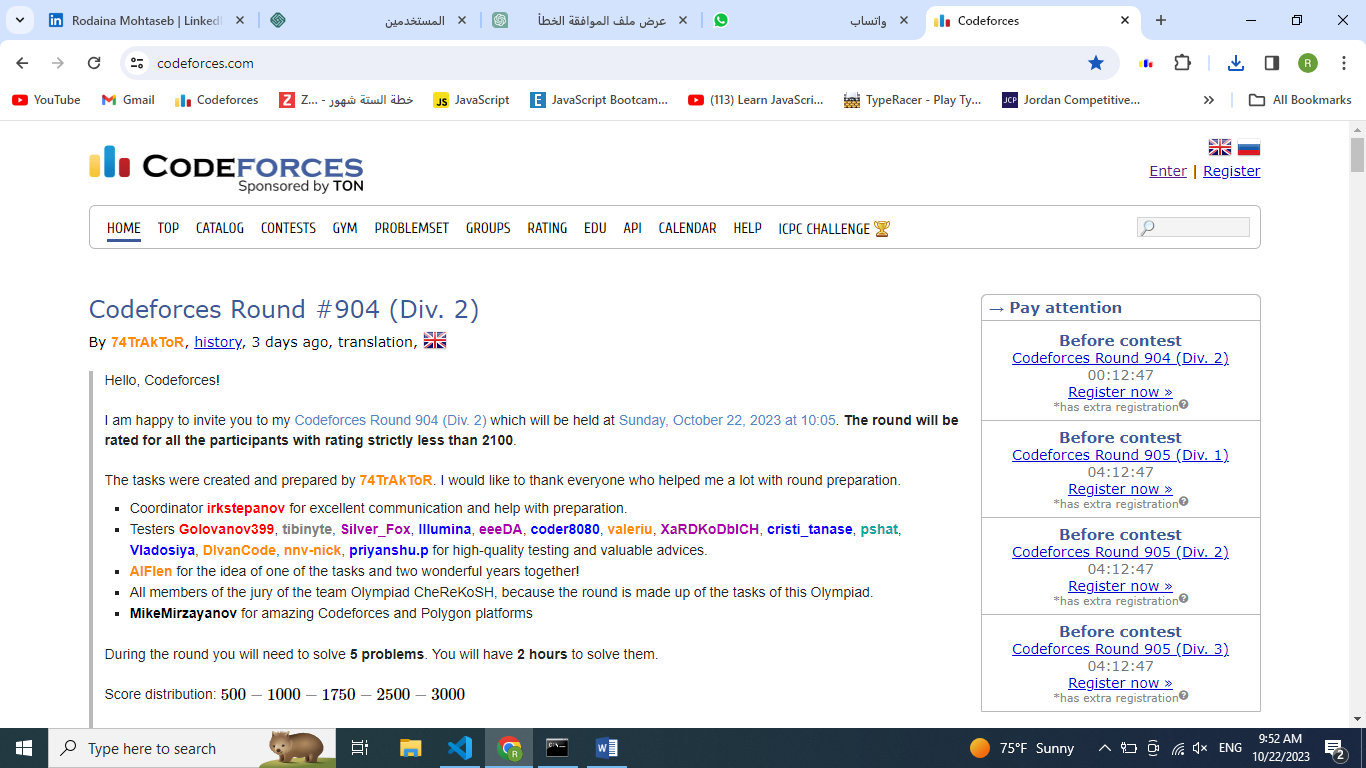 Rodaina Mohtaseb | LinkedI
المستخدمين
عرض ملف الموافقة الخطأ
واتساب
Codeforces
codeforces.com
R
YouTube
Gmail
Codeforces
Z... - خطة الستة شهور
JavaScript
JavaScript Bootcam...
(113) Learn JavaScri...
TypeRacer - Play Ty...
Jordan Competitive...
All Bookmarks
CODEFORCES
Sponsored by TON
Enter | Register
HOME TOP CATALOG CONTESTS GYM PROBLEMSET GROUPS RATING EDU API CALENDAR HELP ICPC CHALLENGE
Codeforces Round #904 (Div. 2)
By 74TrAkToR, history, 3 days ago, translation,
Hello, Codeforces!
I am happy to invite you to my Codeforces Round 904 (Div. 2) which will be held at Sunday, October 22, 2023 at 10:05. The round will be
rated for all the participants with rating strictly less than 2100.
The tasks were created and prepared by 74TrAkToR. I would like to thank everyone who helped me a lot with round preparation.
Coordinator irkstepanov for excellent communication and help with preparation.
Testers Golovanov399, tibinyte, Silver_Fox, Illumina, eeeDA, coder8080, valeriu, XaRDKoDblCH, cristi_tanase, pshat,
Vladosiya, DIvanCode, nnv-nick, priyanshu.p for high-quality testing and valuable advices.
AlFlen for the idea of one of the tasks and two wonderful years together!
All members of the jury of the team Olympiad CheReKoSH, because the round is made up of the tasks of this Olympiad.
MikeMirzayanov for amazing Codeforces and Polygon platforms
During the round you will need to solve 5 problems. You will have 2 hours to solve them.
Score distribution: 500 − 1000 − 1750 − 2500 − 3000
→ Pay attention
Before contest
Codeforces Round 904 (Div. 2)
00:12:47
Register now »
*has extra registration
Before contest
Codeforces Round 905 (Div. 1)
04:12:47
Register now »
*has extra registration
Before contest
Codeforces Round 905 (Div. 2)
04:12:47
Register now »
*has extra registration
Before contest
Codeforces Round 905 (Div. 3)
04:12:47
Register now »
*has extra registration
Type here to search
75°F Sunny
ENG
9:52 AM
10/22/2023
2